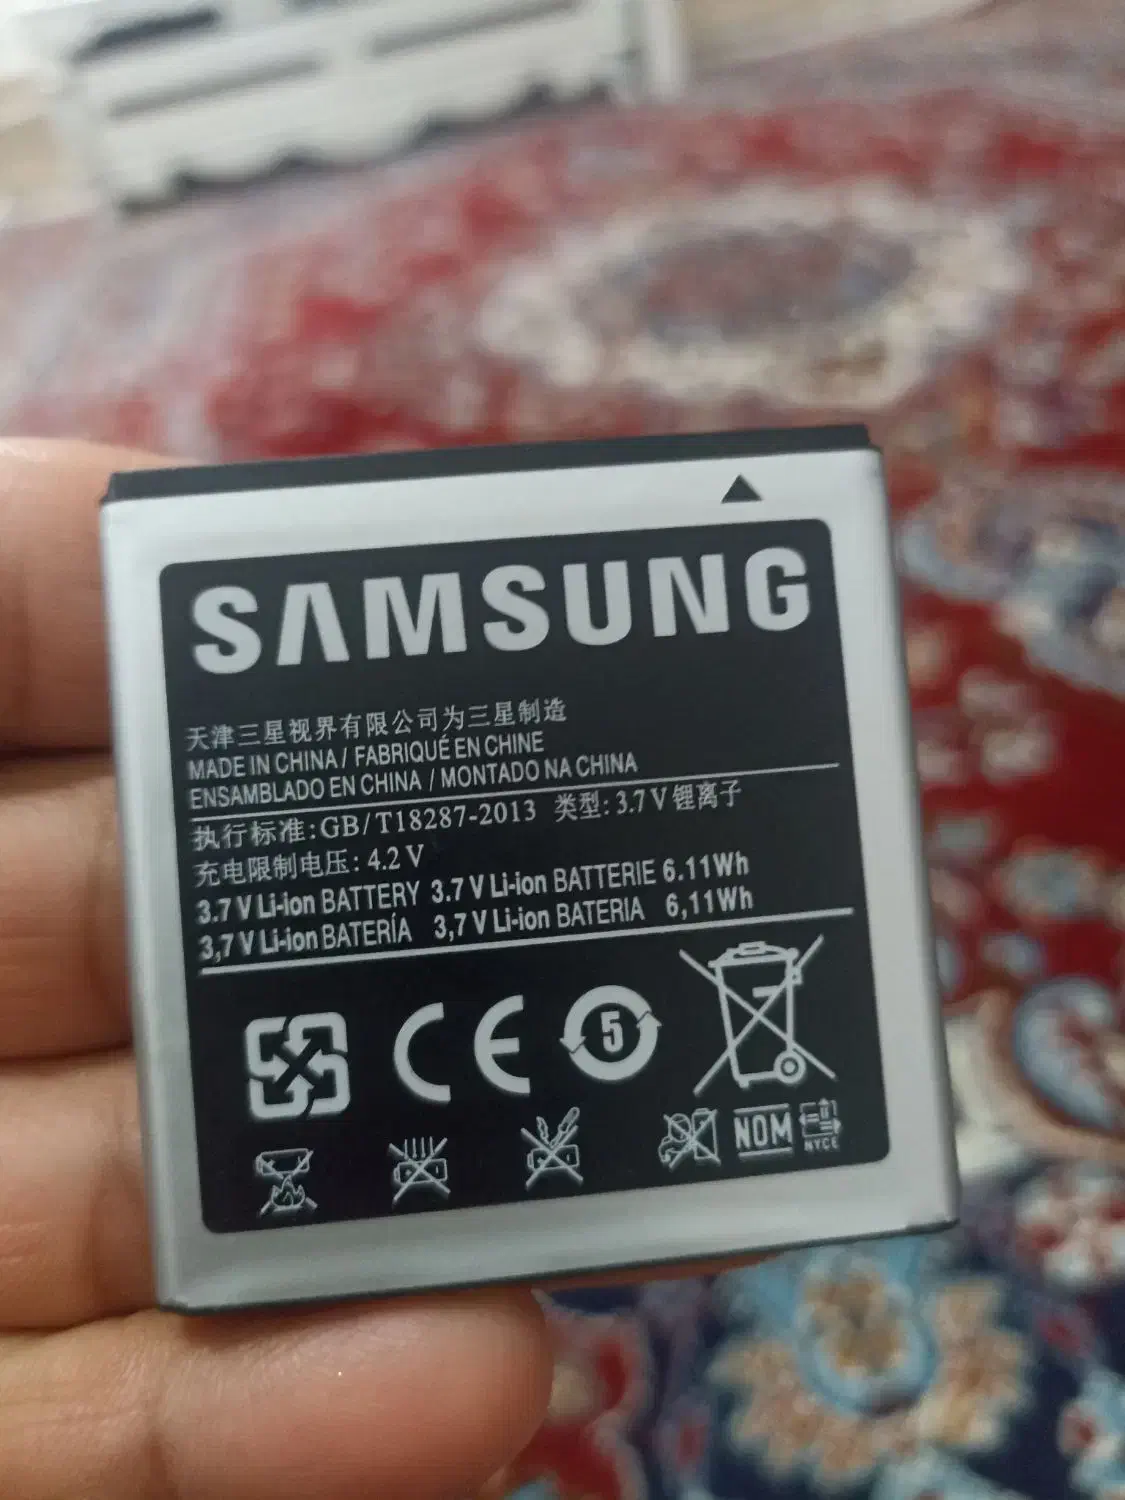 SAMSUNG
天津三星视界有限公司为三星制造
MADE IN CHINA / FABRIQUÉ EN CHINE
ENSAMBLADO EN CHINA / MONTADO NA CHINA
执行标准:GB/T18287-2013 类型: 3.7 V 锂离子
充电限制电压: 4.2 V
3.7 V Li-ion BATTERY 3.7 V Li-ion BATTERIE 6.11Wh
3,7 V Li-ion BATERÍA 3,7 V Li-ion BATERIA 6,11Wh
CE 5
NOM NYCE